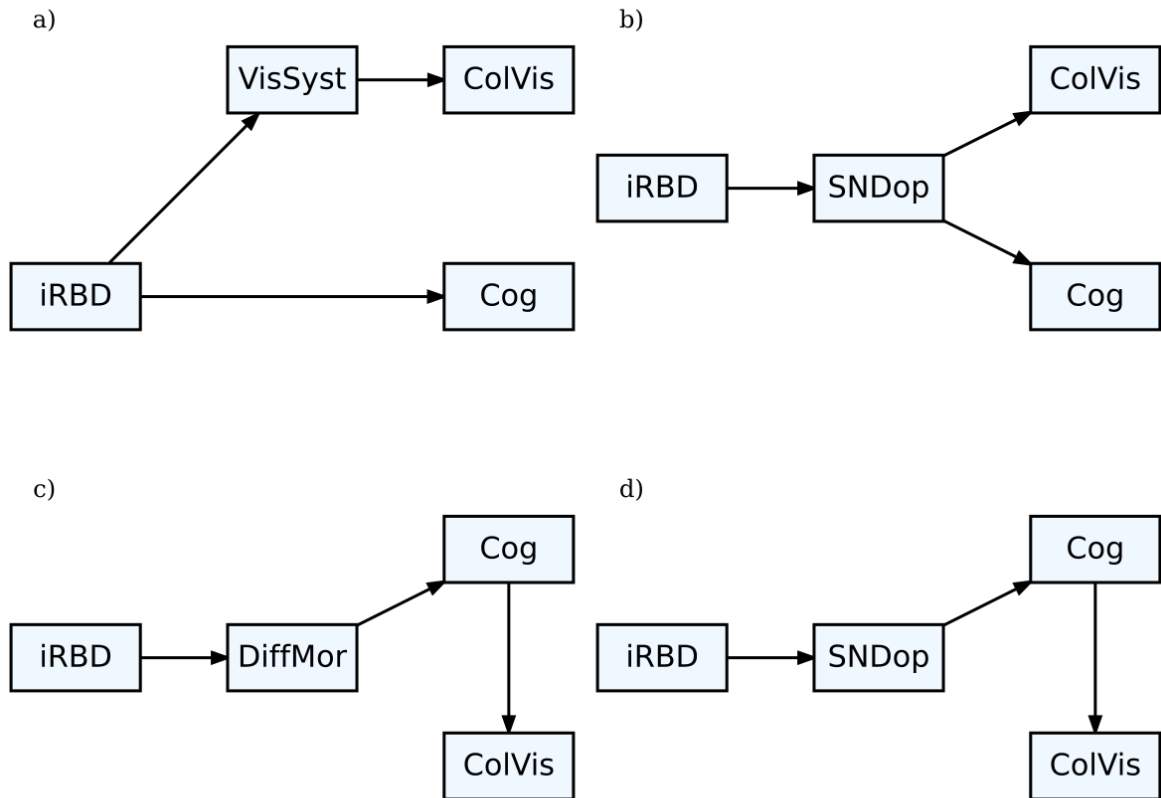 a)
VisSyst
ColVis
iRBD
Cog
b)
ColVis
iRBD
SNDop
Cog
c)
Cog
iRBD
DiffMor
ColVis
d)
Cog
iRBD
SNDop
ColVis